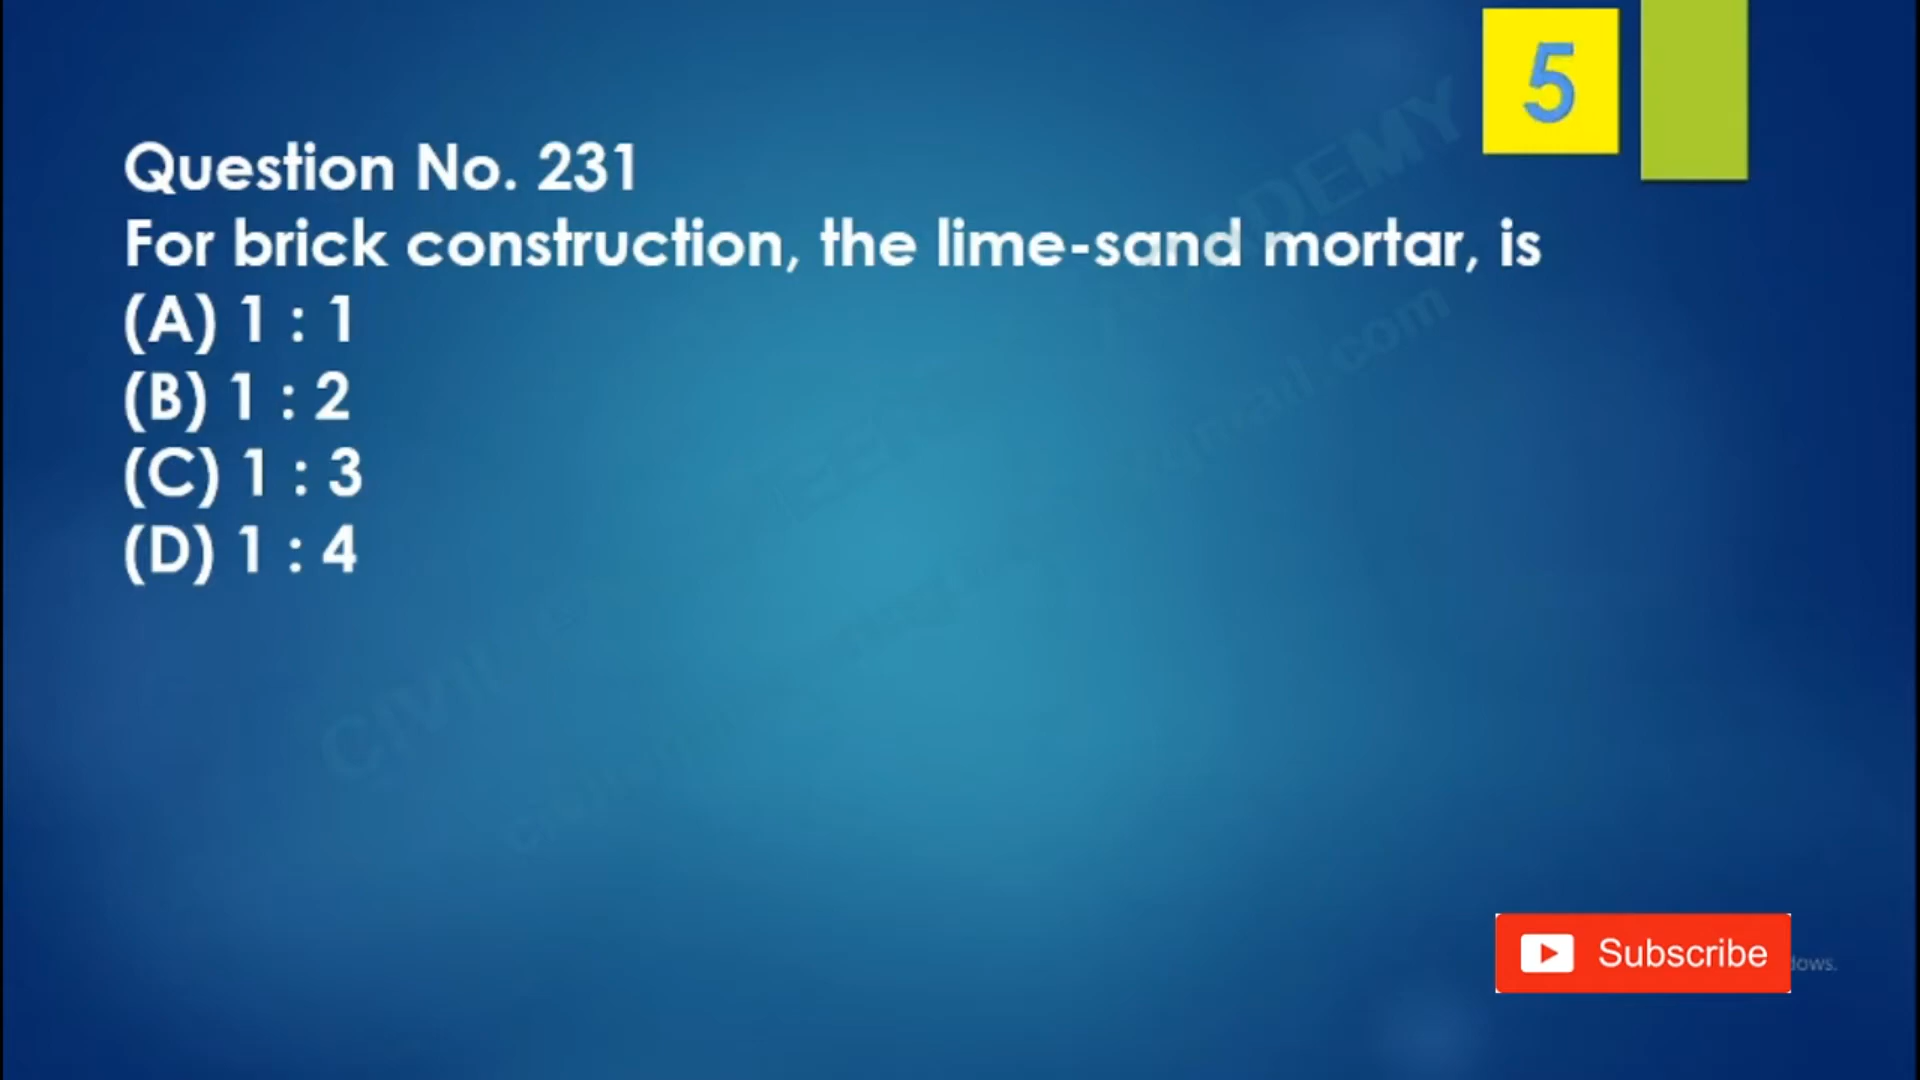 5
Question No. 231
For brick construction, the lime-sand mortar, is
(A) 1 : 1
(B) 1 : 2
(C) 1 : 3
(D) 1 : 4
Subscribe